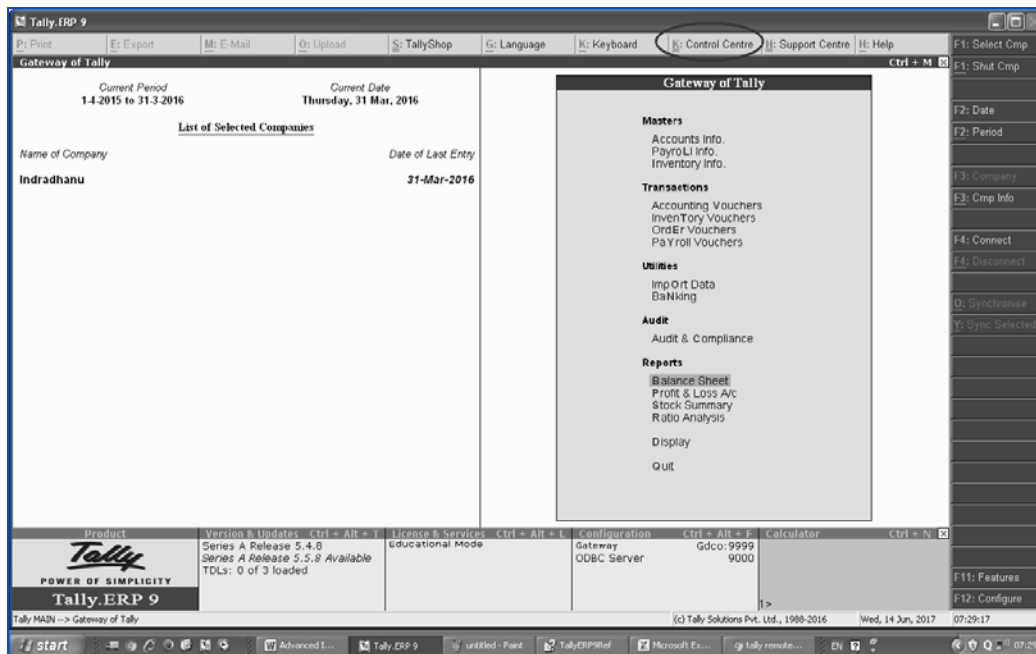 Tally.ERP 9
P: Print E: Export M: E-Mail O: Upload S: TallyShop G: Language K: Keyboard K: Control Centre H: Support Centre H: Help
Gateway of Tally Ctrl + M
Current Period Current Date
1-4-2015 to 31-3-2016 Thursday, 31 Mar, 2016
List of Selected Companies
Name of Company Date of Last Entry
Indradhanu 31-Mar-2016
Gateway of Tally
Masters
Accounts Info.
PayroLl Info.
Inventory Info.
Transactions
Accounting Vouchers
InvenTory Vouchers
OrdEr Vouchers
PaYroll Vouchers
Utilities
ImpOrt Data
BaNking
Audit
Audit & Compliance
Reports
Balance Sheet
Profit & Loss A/c
Stock Summary
Ratio Analysis
Display
Quit
F1: Select Cmp
F1: Shut Cmp
F2: Date
F2: Period
F3: Company
F3: Cmp Info
F4: Connect
F4: Disconnect
O: Synchronise
Y: Sync Selected
F11: Features
F12: Configure
Product
Tally
POWER OF SIMPLICITY
Tally.ERP 9
Version & Updates Ctrl + Alt + T
Series A Release 5.4.8
Series A Release 5.5.8 Available
TDLs: 0 of 3 loaded
License & Services Ctrl + Alt + L
Educational Mode
Configuration Ctrl + Alt + F
Gateway Gdco:9999
ODBC Server 9000
Calculator Ctrl + N
1>
Tally MAIN --> Gateway of Tally (c) Tally Solutions Pvt. Ltd., 1988-2016 Wed, 14 Jun, 2017 07:29:17
start Advanced I... Tally.ERP 9 untitled - Paint TallyERP9Ref Microsoft Ex... tally remote... EN 07:29